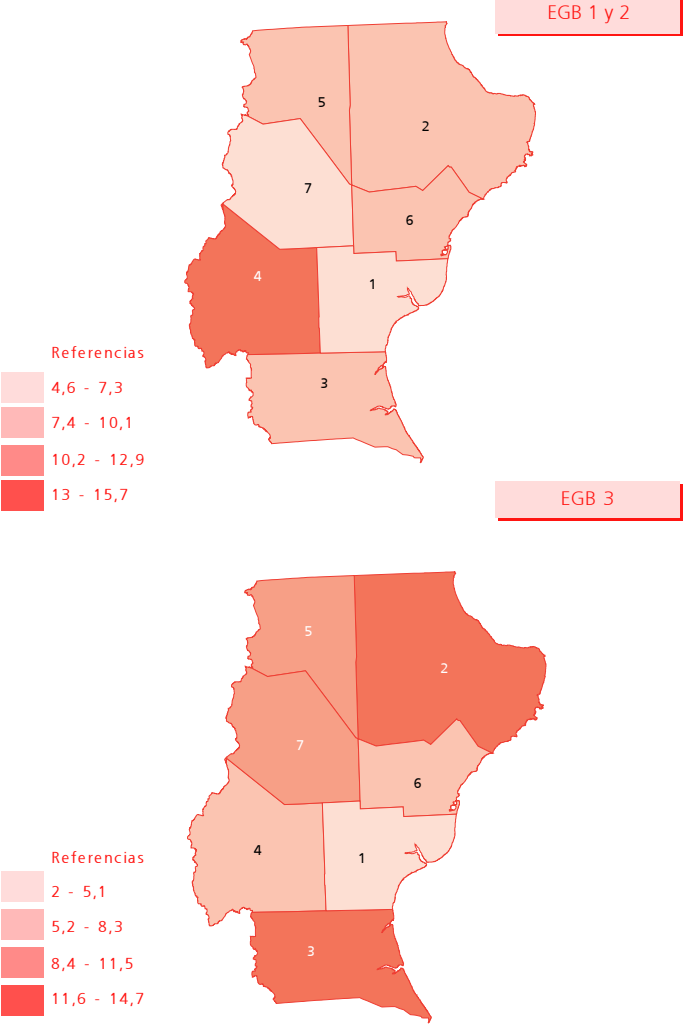 EGB 1 y 2
5
2
7
6
4
1
3
Referencias
4,6 - 7,3
7,4 - 10,1
10,2 - 12,9
13 - 15,7
EGB 3
5
2
7
6
4
1
3
Referencias
2 - 5,1
5,2 - 8,3
8,4 - 11,5
11,6 - 14,7